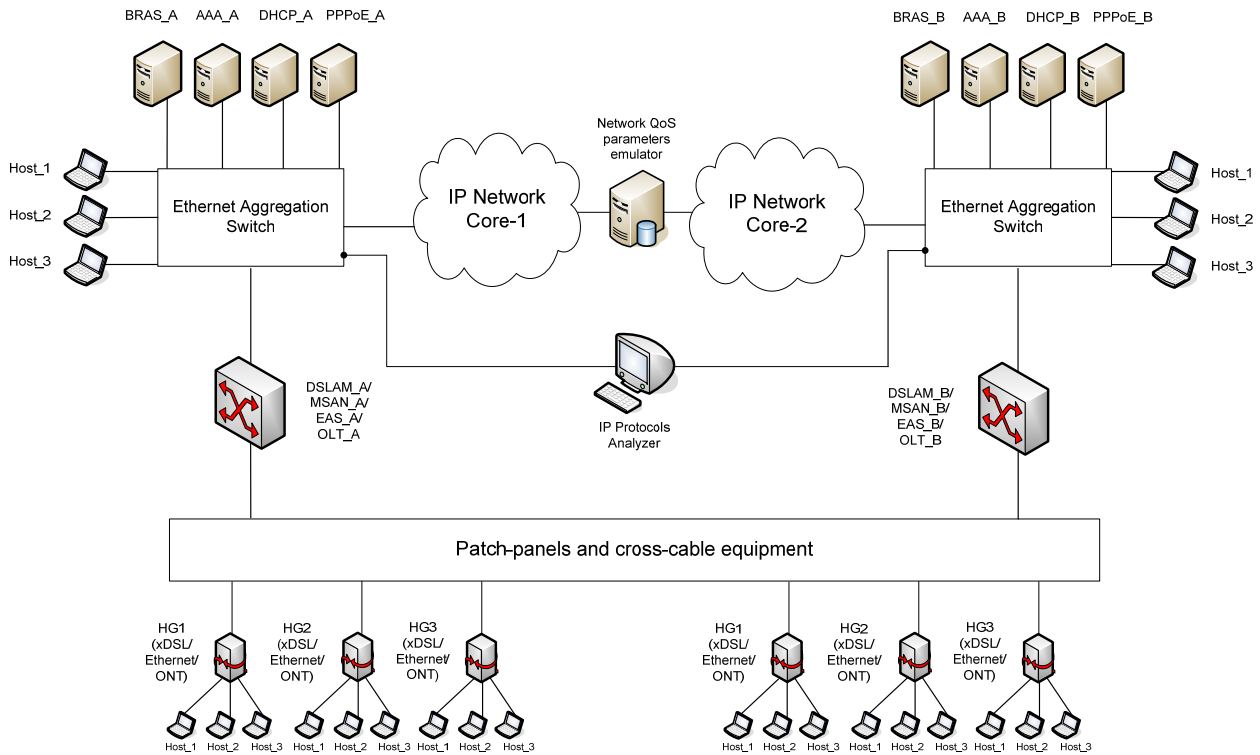 BRAS_A
AAA_A
DHCP_A
PPPoE_A
BRAS_B
AAA_B
DHCP_B
PPPoE_B
Network QoS
parameters
emulator
Host_1
Host_2
Host_3
Ethernet Aggregation
Switch
IP Network
Core-1
IP Network
Core-2
Ethernet Aggregation
Switch
Host_1
Host_2
Host_3
DSLAM_A/
MSAN_A/
EAS_A/
OLT_A
IP Protocols
Analyzer
DSLAM_B/
MSAN_B/
EAS_B/
OLT_B
Patch-panels and cross-cable equipment
HG1
(xDSL/
Ethernet/
ONT)
HG2
(xDSL/
Ethernet/
ONT)
HG3
(xDSL/
Ethernet/
ONT)
HG1
(xDSL/
Ethernet/
ONT)
HG2
(xDSL/
Ethernet/
ONT)
HG3
(xDSL/
Ethernet/
ONT)
Host_1
Host_2
Host_3
Host_1
Host_2
Host_3
Host_1
Host_2
Host_3
Host_1
Host_2
Host_3
Host_1
Host_2
Host_3
Host_1
Host_2
Host_3